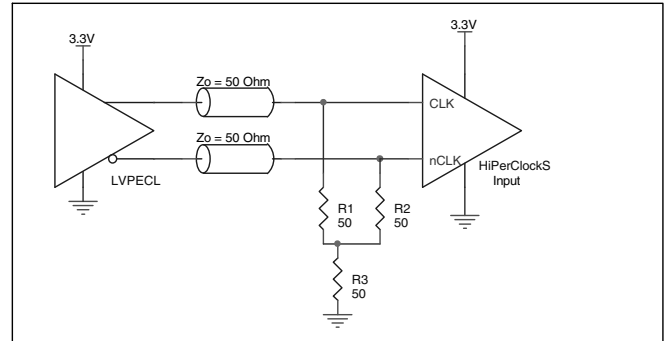 3.3V
3.3V
Zo = 50 Ohm
CLK
Zo = 50 Ohm
nCLK
HiPerClockS
Input
LVPECL
R1
50
R2
50
R3
50